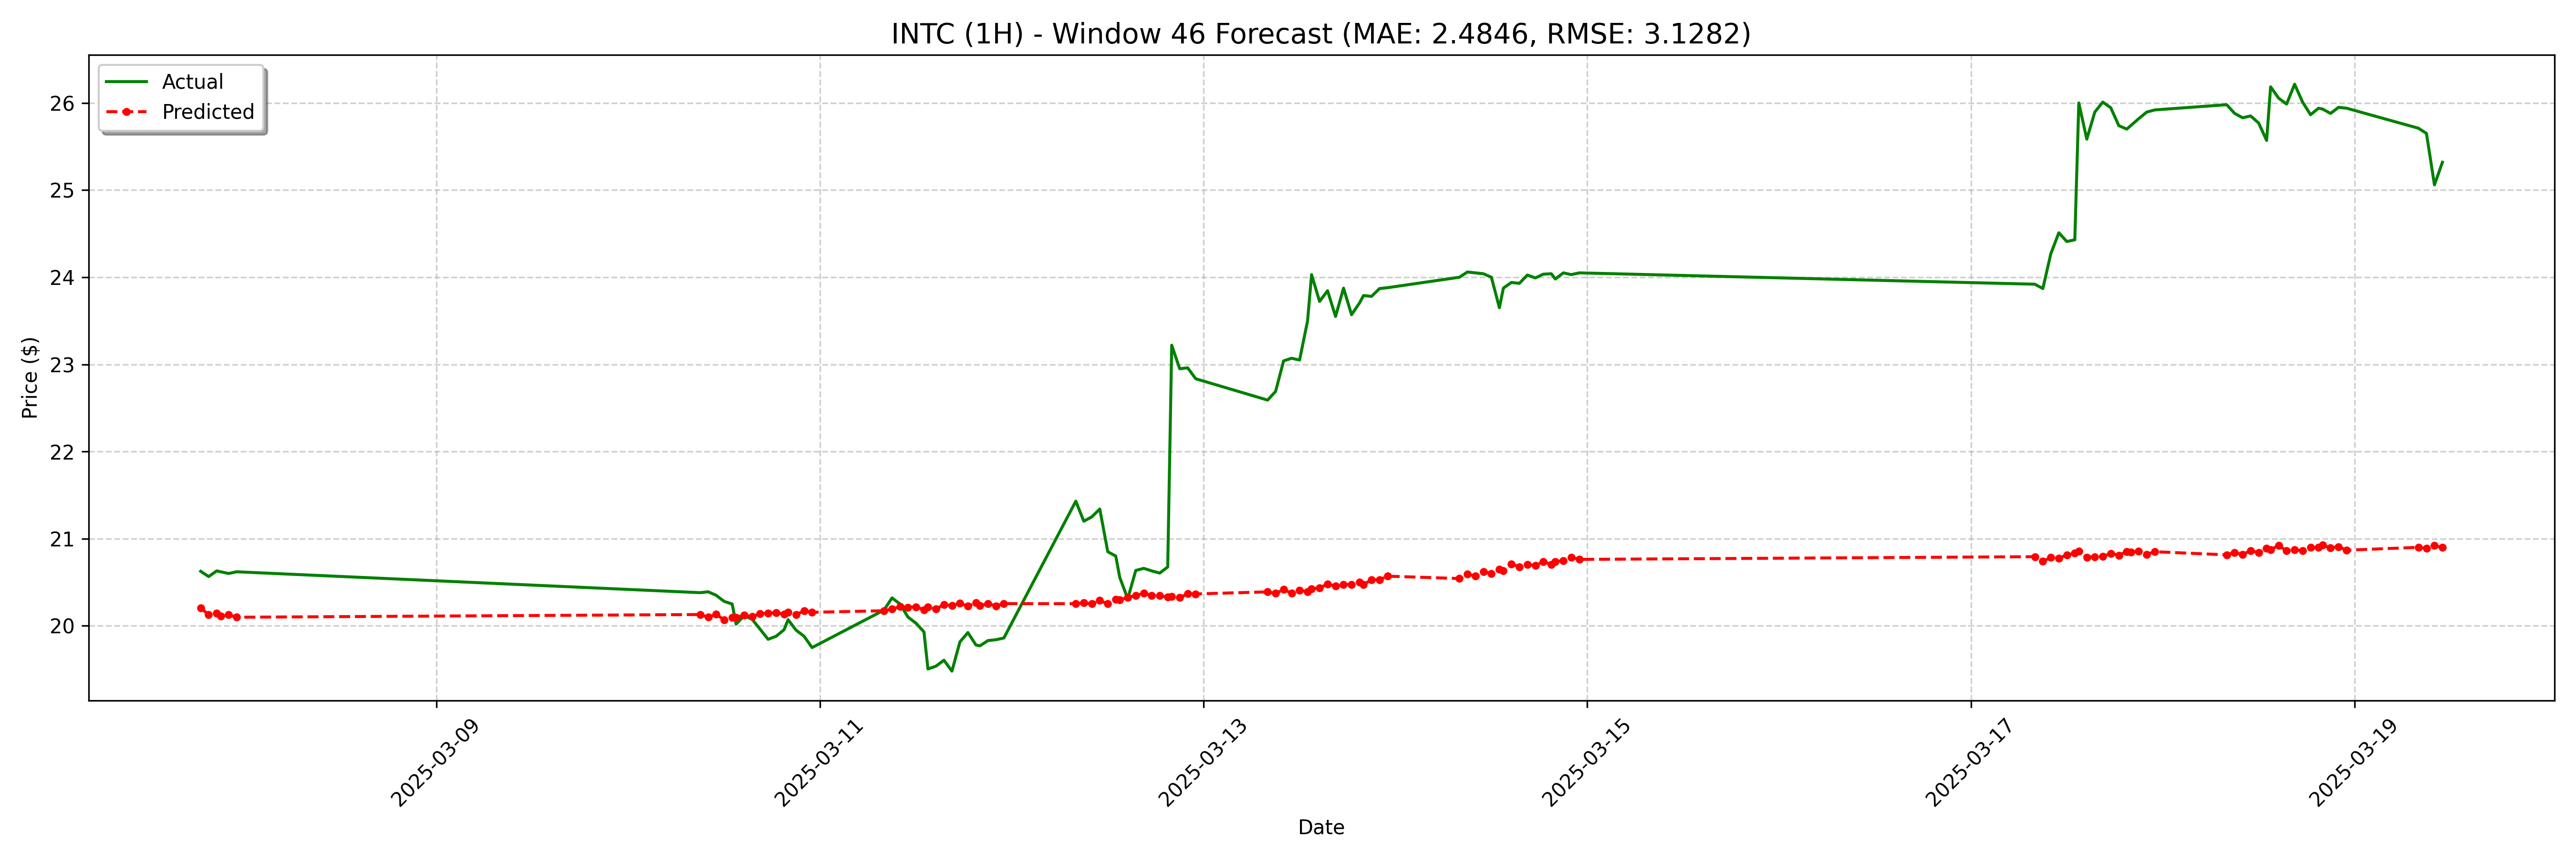 INTC (1H) - Window 46 Forecast (MAE: 2.4846, RMSE: 3.1282)
Actual
Predicted
Price ($)
26
25
24
23
22
21
20
2025-03-09
2025-03-11
2025-03-13
2025-03-15
2025-03-17
2025-03-19
Date